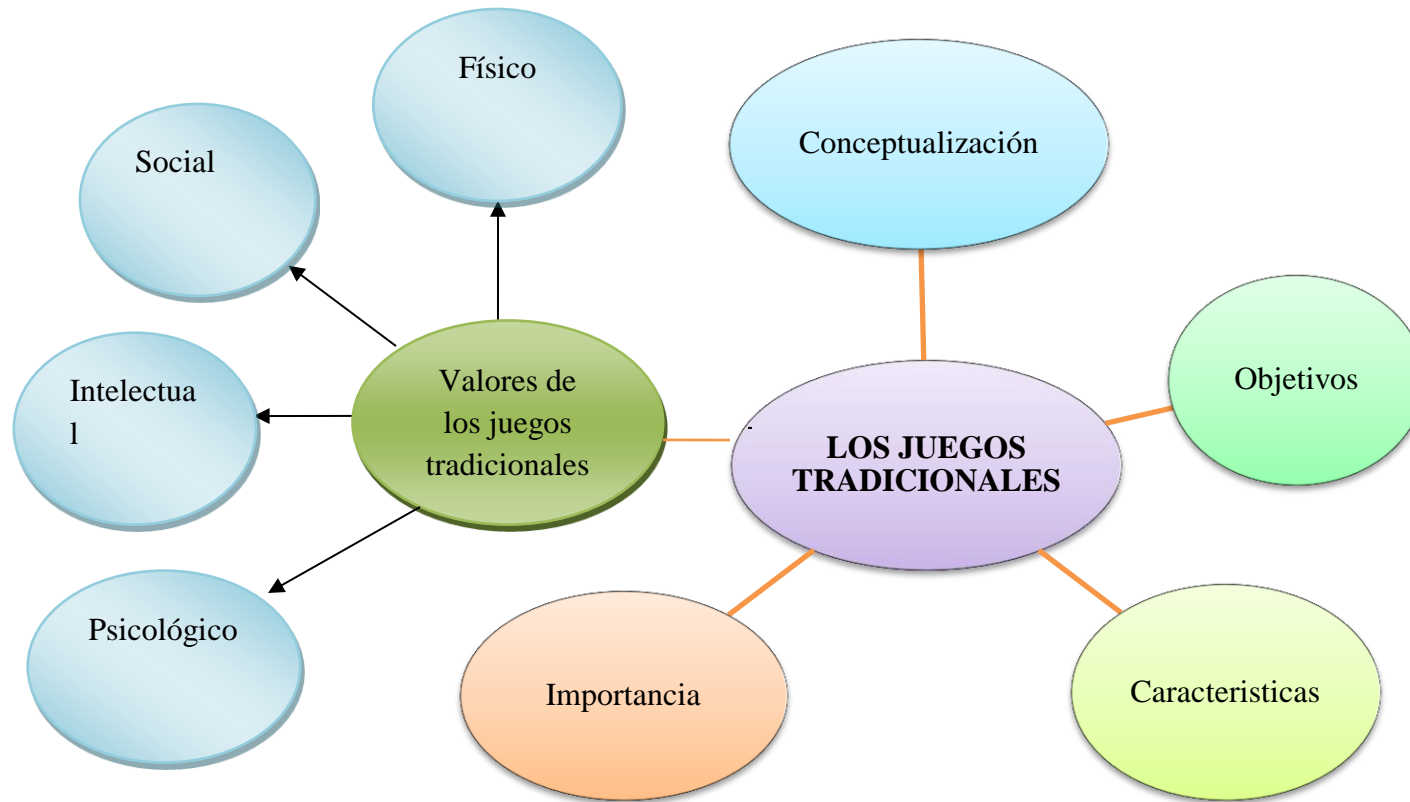 Físico
Social
Conceptualización
Intelectua
l
Valores de
los juegos
tradicionales
Objetivos
-
LOS JUEGOS
TRADICIONALES
Psicológico
Importancia
Caracteristicas